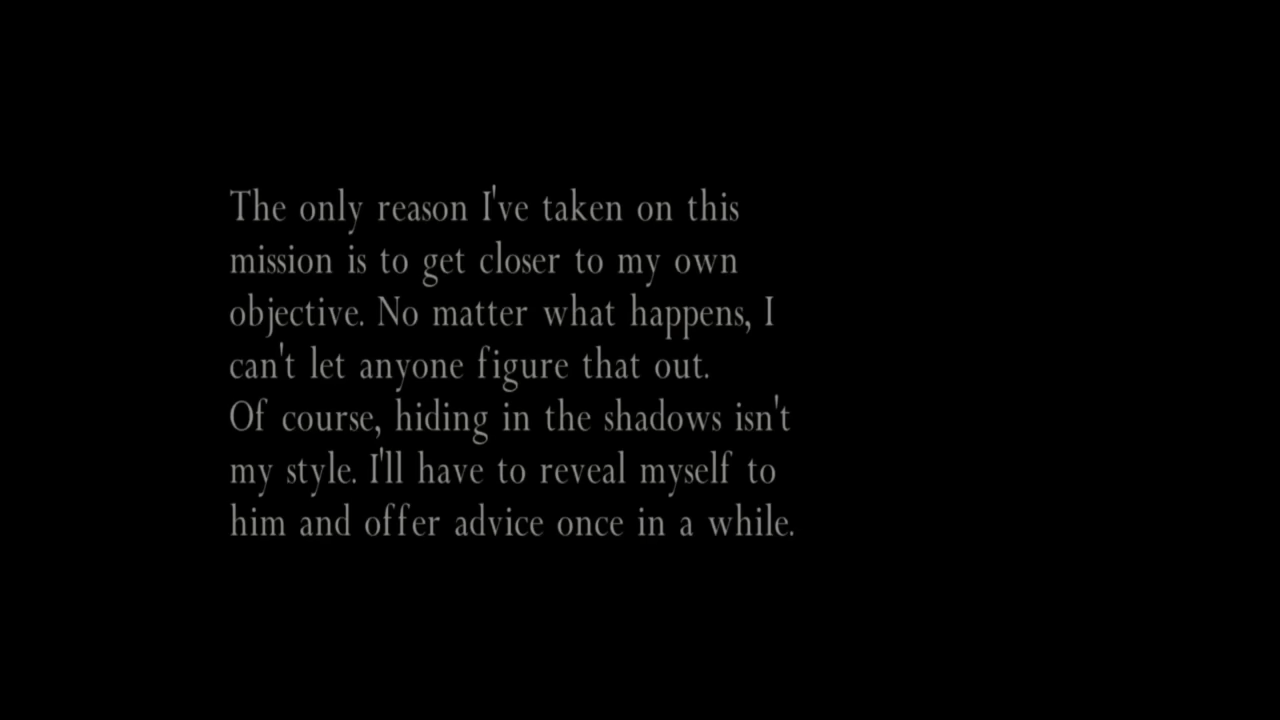 The only reason I've taken on this
mission is to get closer to my own
objective. No matter what happens, I
can't let anyone figure that out.
Of course, hiding in the shadows isn't
my style. I'll have to reveal myself to
him and offer advice once in a while.